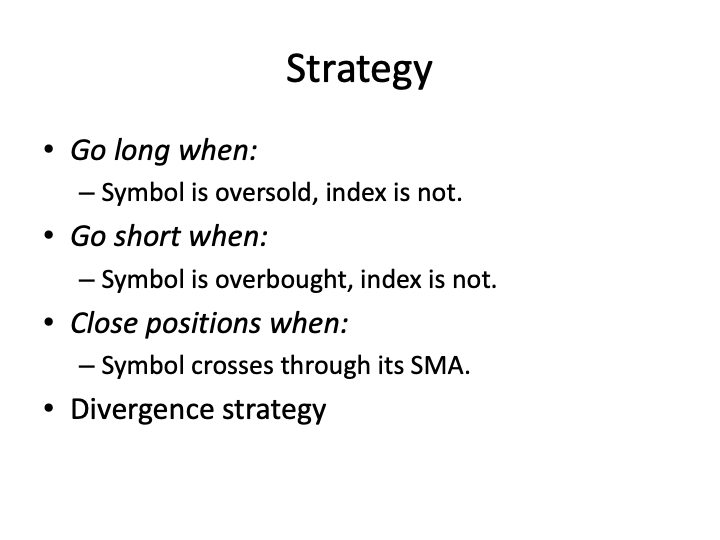 Strategy
• Go long when:
– Symbol is oversold, index is not.
• Go short when:
– Symbol is overbought, index is not.
• Close positions when:
– Symbol crosses through its SMA.
• Divergence strategy